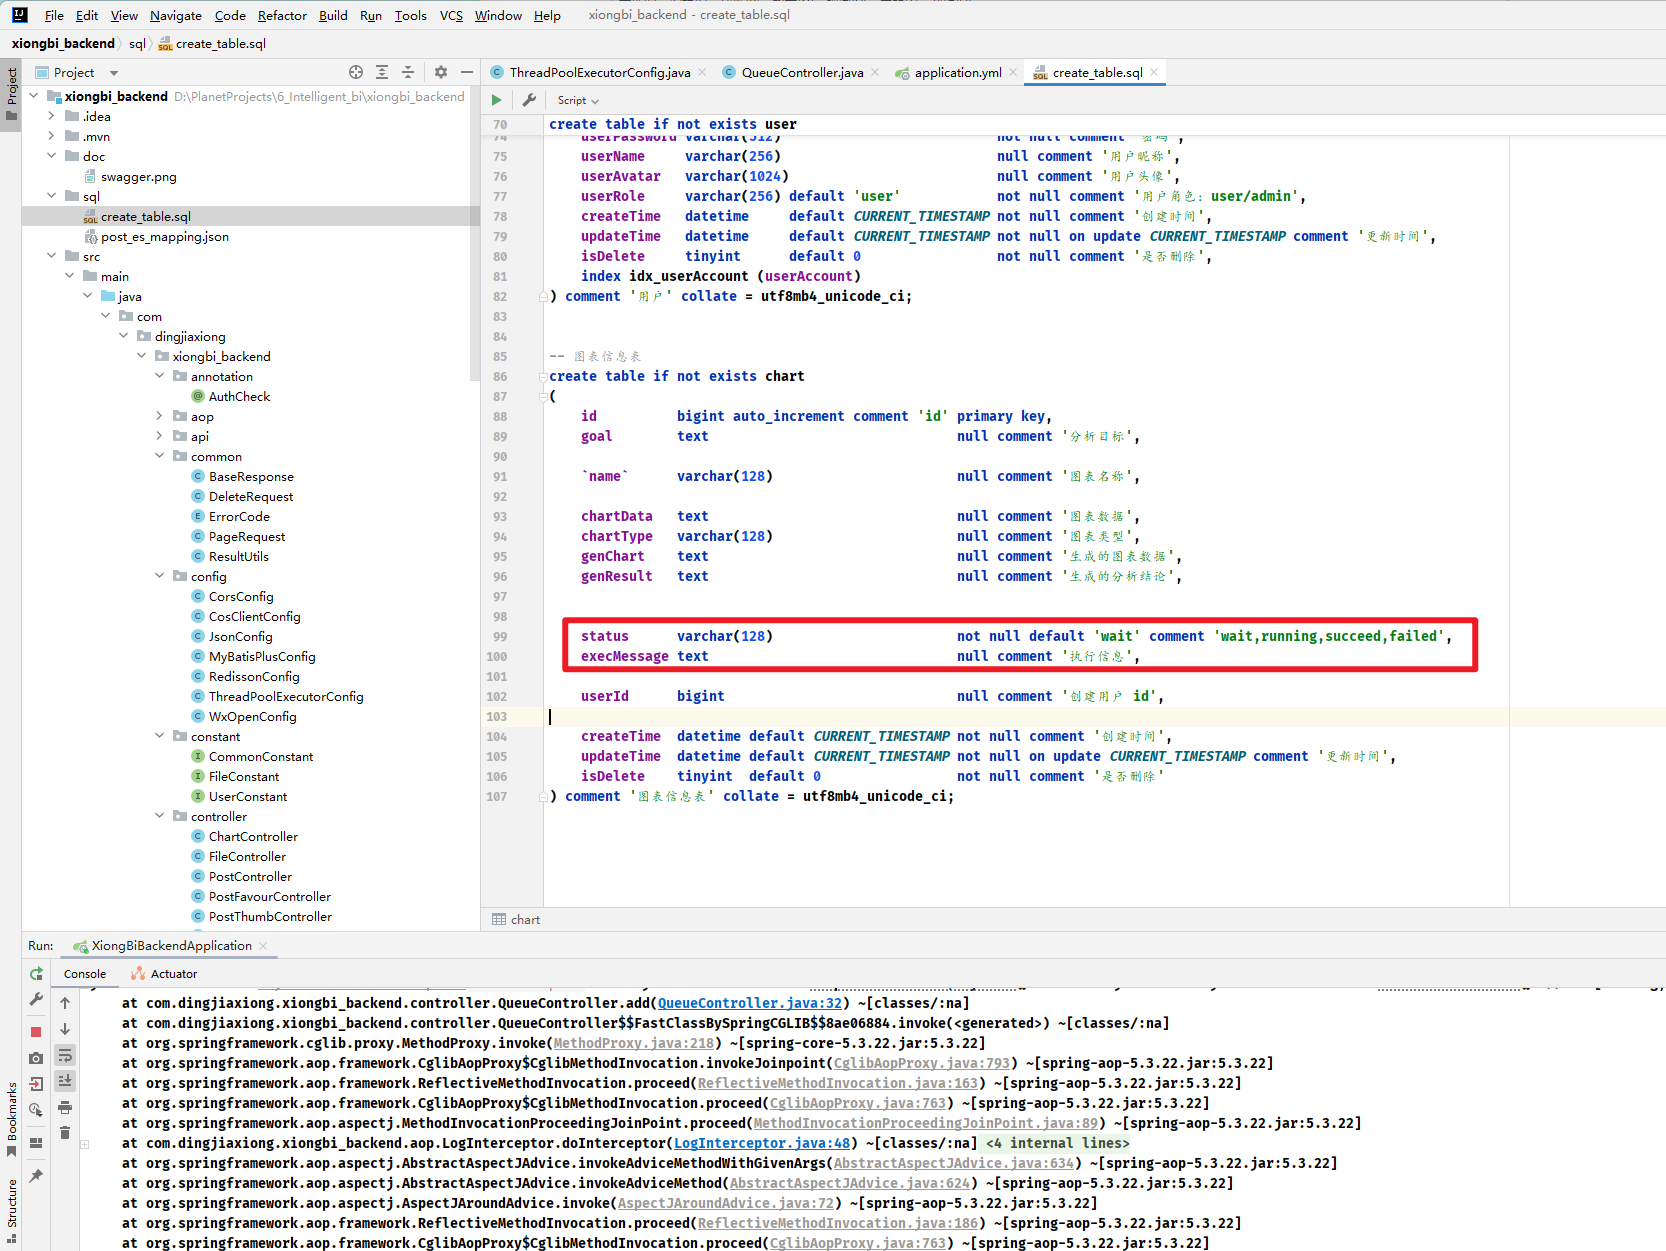 File Edit View Navigate Code Refactor Build Run Tools VCS Window Help xiongbi_backend - create_table.sql
xiongbi_backend sql create_table.sql
Project
Project
ThreadPoolExecutorConfig.java QueueController.java application.yml create_table.sql
Script
xiongbi_backend D:\PlanetProjects\6_Intelligent_bi\xiongbi_backend
.idea
.mvn
doc
swagger.png
sql
create_table.sql
post_es_mapping.json
src
main
java
com
dingjiaxiong
xiongbi_backend
annotation
AuthCheck
aop
api
common
BaseResponse
DeleteRequest
ErrorCode
PageRequest
ResultUtils
config
CorsConfig
CosClientConfig
JsonConfig
MyBatisPlusConfig
RedissonConfig
ThreadPoolExecutorConfig
WxOpenConfig
constant
CommonConstant
FileConstant
UserConstant
controller
ChartController
FileController
PostController
PostFavourController
PostThumbController
70 create table if not exists user
74 userPassword varchar(512) not null comment '密码',
75 userName varchar(256) null comment '用户昵称',
76 userAvatar varchar(1024) null comment '用户头像',
77 userRole varchar(256) default 'user' not null comment '用户角色：user/admin',
78 createTime datetime default CURRENT_TIMESTAMP not null comment '创建时间',
79 updateTime datetime default CURRENT_TIMESTAMP not null on update CURRENT_TIMESTAMP comment '更新时间',
80 isDelete tinyint default 0 not null comment '是否删除',
81 index idx_userAccount (userAccount)
82 ) comment '用户' collate = utf8mb4_unicode_ci;
83
84
85 -- 图表信息表
86 create table if not exists chart
87 (
88 id bigint auto_increment comment 'id' primary key,
89 goal text null comment '分析目标',
90
91 `name` varchar(128) null comment '图表名称',
92
93 chartData text null comment '图表数据',
94 chartType varchar(128) null comment '图表类型',
95 genChart text null comment '生成的图表数据',
96 genResult text null comment '生成的分析结论',
97
98
99 status varchar(128) not null default 'wait' comment 'wait,running,succeed,failed',
100 execMessage text null comment '执行信息',
101
102 userId bigint null comment '创建用户 id',
103
104 createTime datetime default CURRENT_TIMESTAMP not null comment '创建时间',
105 updateTime datetime default CURRENT_TIMESTAMP not null on update CURRENT_TIMESTAMP comment '更新时间',
106 isDelete tinyint default 0 not null comment '是否删除'
107 ) comment '图表信息表' collate = utf8mb4_unicode_ci;
chart
Run: XiongBiBackendApplication
Console Actuator
at com.dingjiaxiong.xiongbi_backend.controller.QueueController.add(QueueController.java:32) ~[classes/:na]
at com.dingjiaxiong.xiongbi_backend.controller.QueueController$$FastClassBySpringCGLIB$$8ae06884.invoke(<generated>) ~[classes/:na]
at org.springframework.cglib.proxy.MethodProxy.invoke(MethodProxy.java:218) ~[spring-core-5.3.22.jar:5.3.22]
at org.springframework.aop.framework.CglibAopProxy$CglibMethodInvocation.invokeJoinpoint(CglibAopProxy.java:793) ~[spring-aop-5.3.22.jar:5.3.22]
at org.springframework.aop.framework.ReflectiveMethodInvocation.proceed(ReflectiveMethodInvocation.java:163) ~[spring-aop-5.3.22.jar:5.3.22]
at org.springframework.aop.framework.CglibAopProxy$CglibMethodInvocation.proceed(CglibAopProxy.java:763) ~[spring-aop-5.3.22.jar:5.3.22]
at org.springframework.aop.aspectj.MethodInvocationProceedingJoinPoint.proceed(MethodInvocationProceedingJoinPoint.java:89) ~[spring-aop-5.3.22.jar:5.3.22]
at com.dingjiaxiong.xiongbi_backend.aop.LogInterceptor.doInterceptor(LogInterceptor.java:48) ~[classes/:na] <4 internal lines>
at org.springframework.aop.aspectj.AbstractAspectJAdvice.invokeAdviceMethodWithGivenArgs(AbstractAspectJAdvice.java:634) ~[spring-aop-5.3.22.jar:5.3.22]
at org.springframework.aop.aspectj.AbstractAspectJAdvice.invokeAdviceMethod(AbstractAspectJAdvice.java:624) ~[spring-aop-5.3.22.jar:5.3.22]
at org.springframework.aop.aspectj.AspectJAroundAdvice.invoke(AspectJAroundAdvice.java:72) ~[spring-aop-5.3.22.jar:5.3.22]
at org.springframework.aop.framework.ReflectiveMethodInvocation.proceed(ReflectiveMethodInvocation.java:186) ~[spring-aop-5.3.22.jar:5.3.22]
at org.springframework.aop.framework.CglibAopProxy$CglibMethodInvocation.proceed(CglibAopProxy.java:763) ~[spring-aop-5.3.22.jar:5.3.22]
Bookmarks
Structure